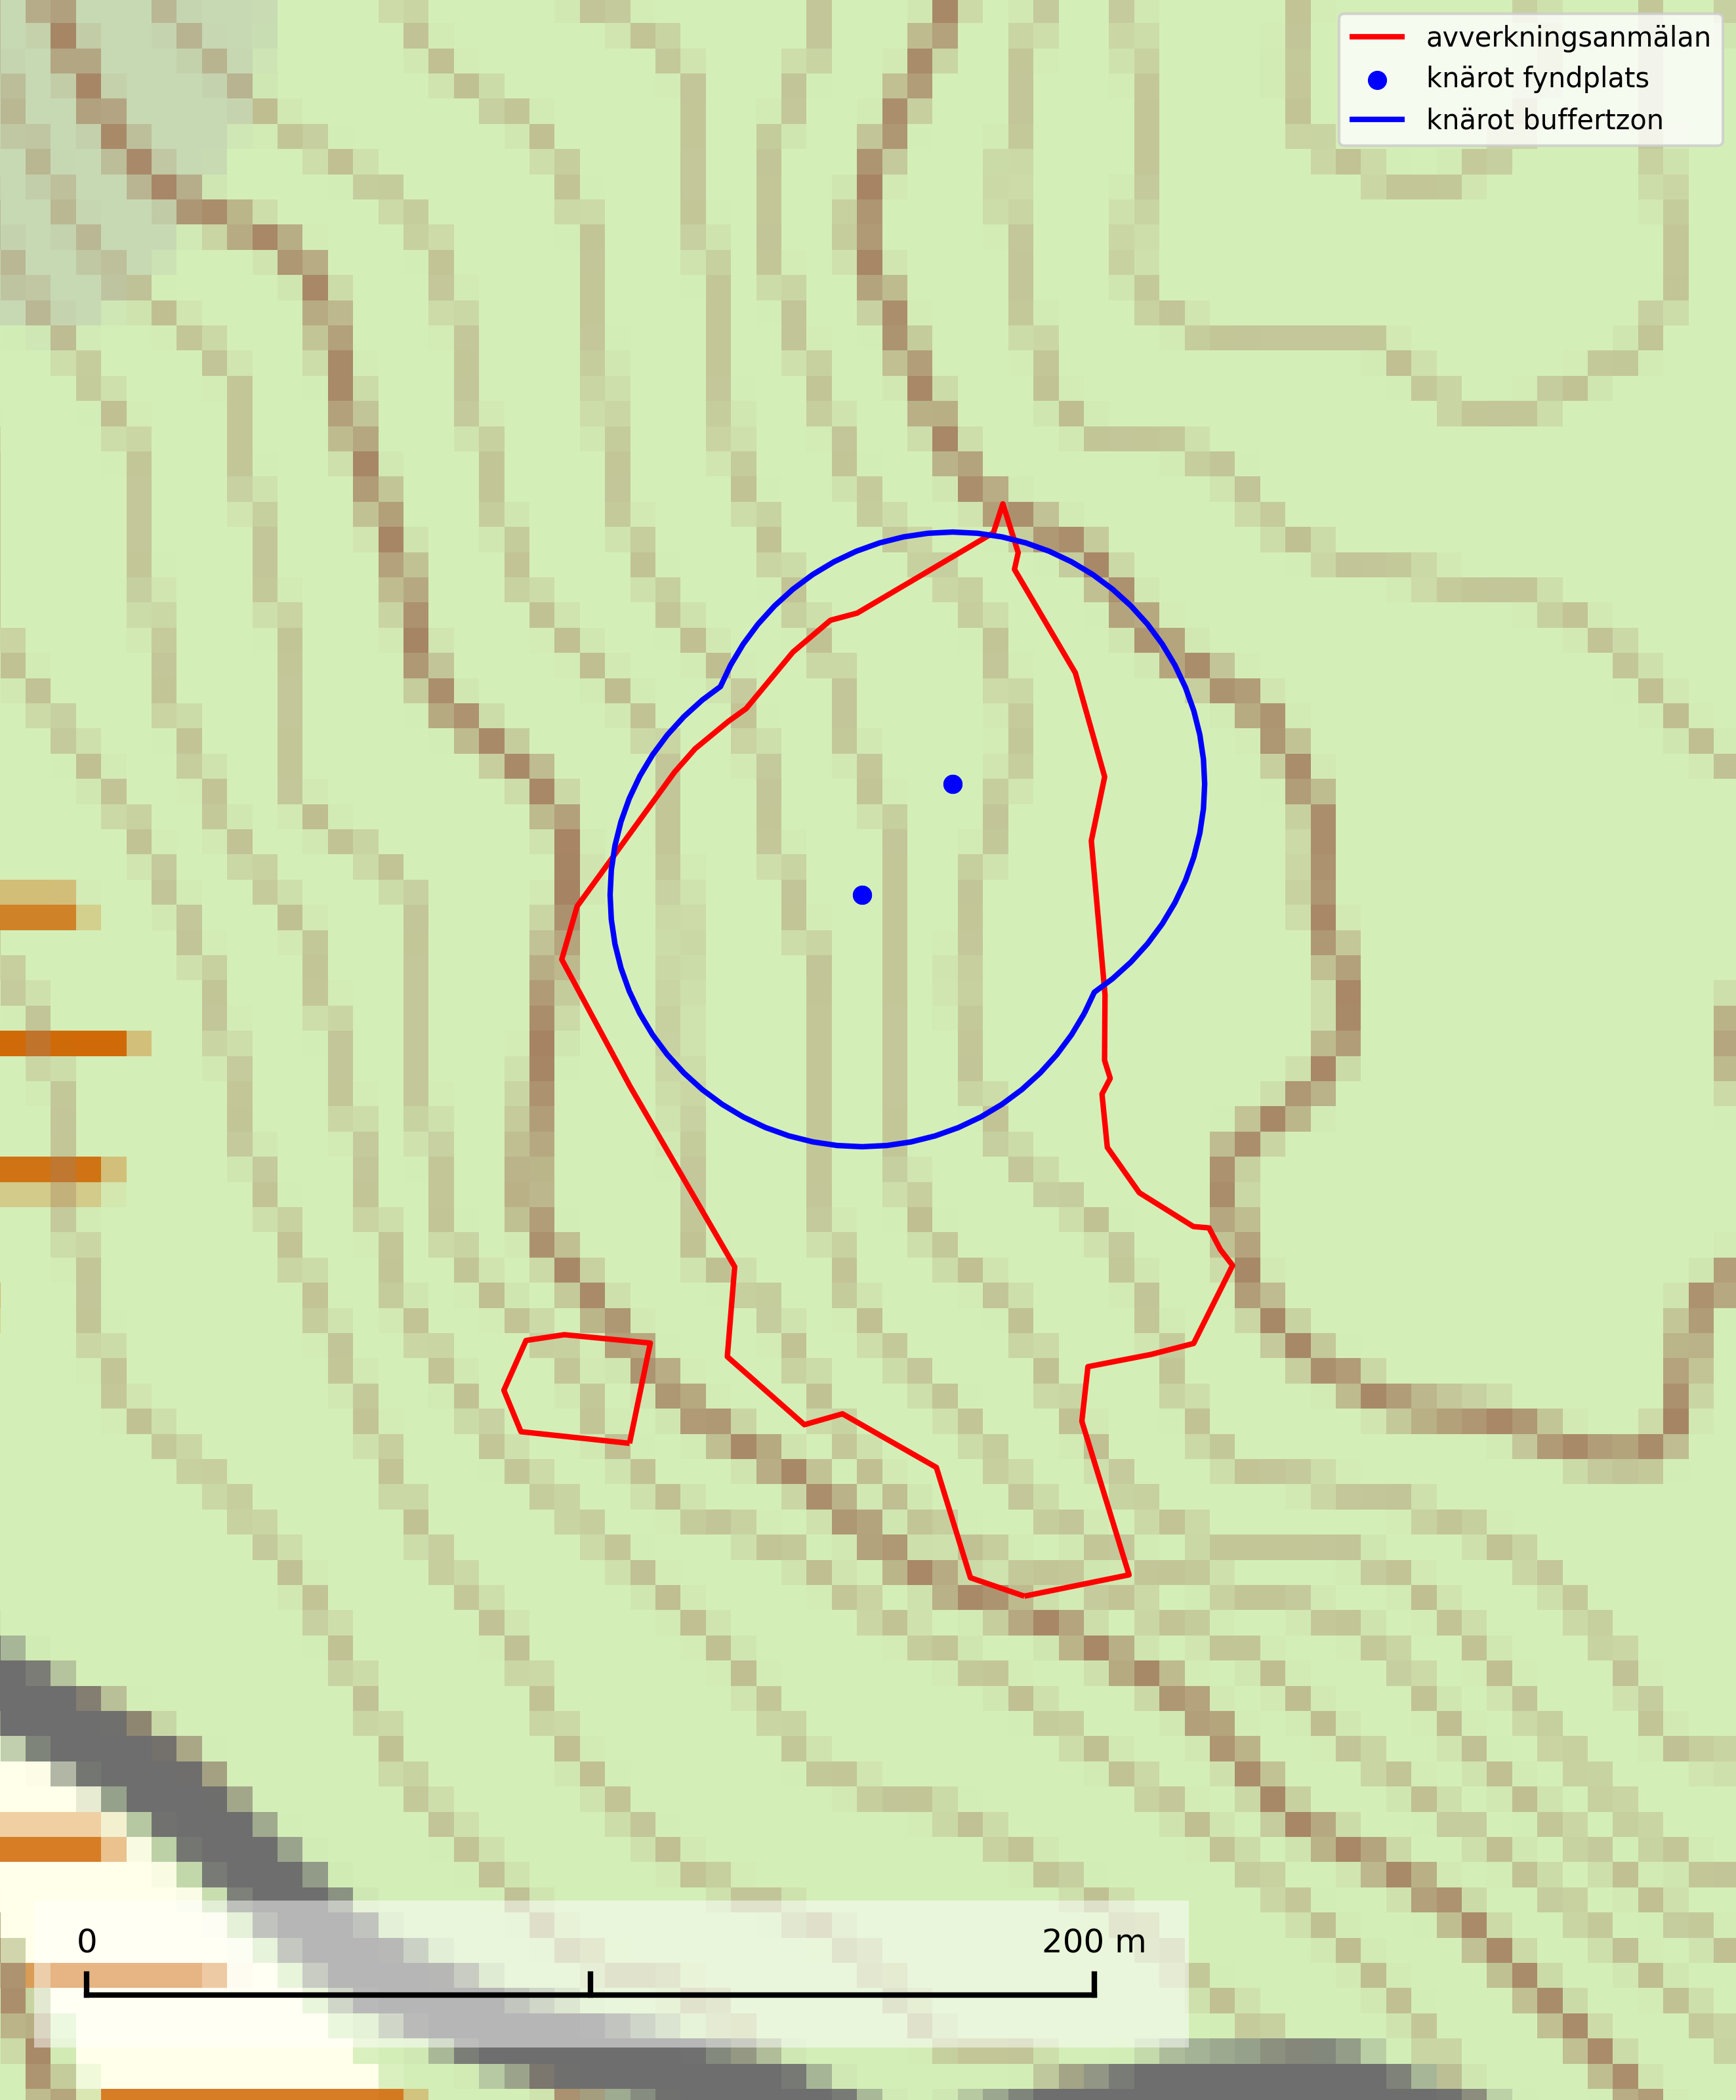 avverkningsanmälan
knärot fyndplats
knärot buffertzon
0 200 m